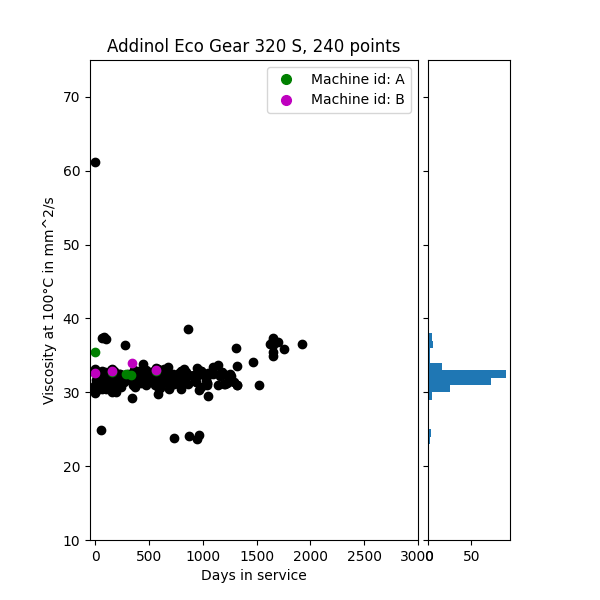 Addinol Eco Gear 320 S, 240 points
Machine id: A
Machine id: B
70
60
50
40
30
20
10
Viscosity at 100°C in mm^2/s
0 500 1000 1500 2000 2500 3000
0 50
Days in service